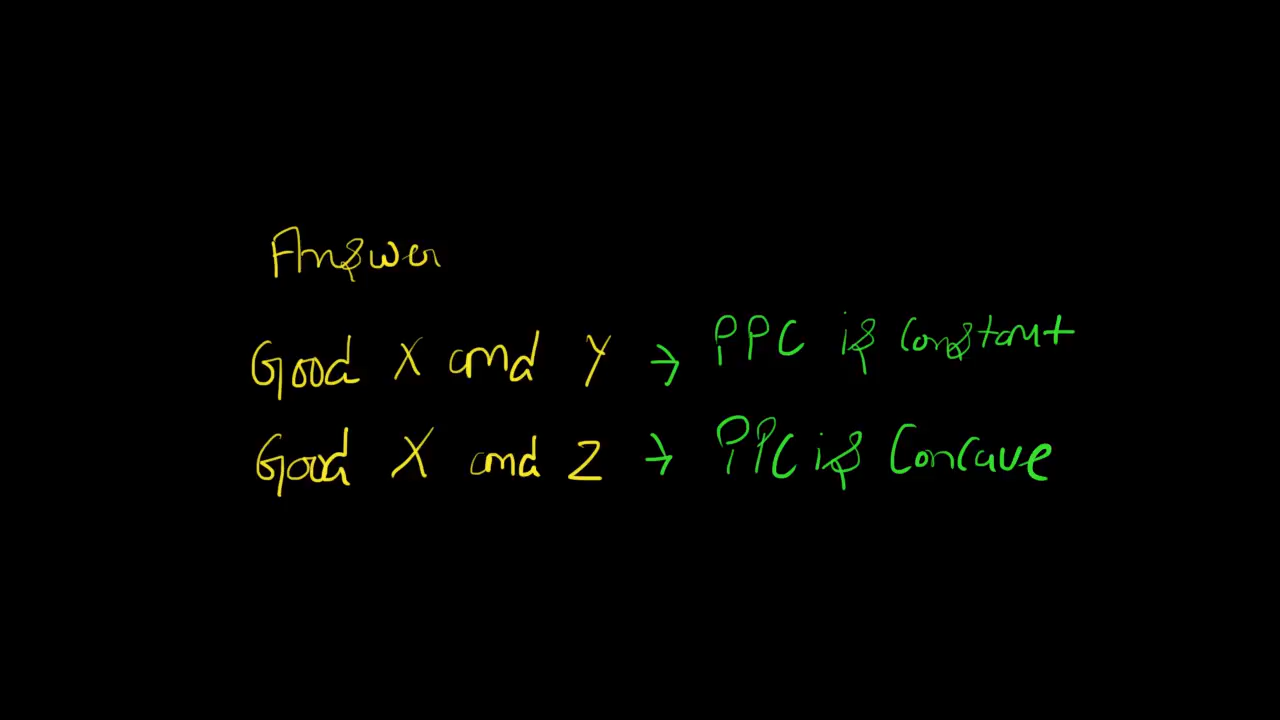 Answer
Good X and Y → PPC is Constant
Good X and Z → PPC is Concave